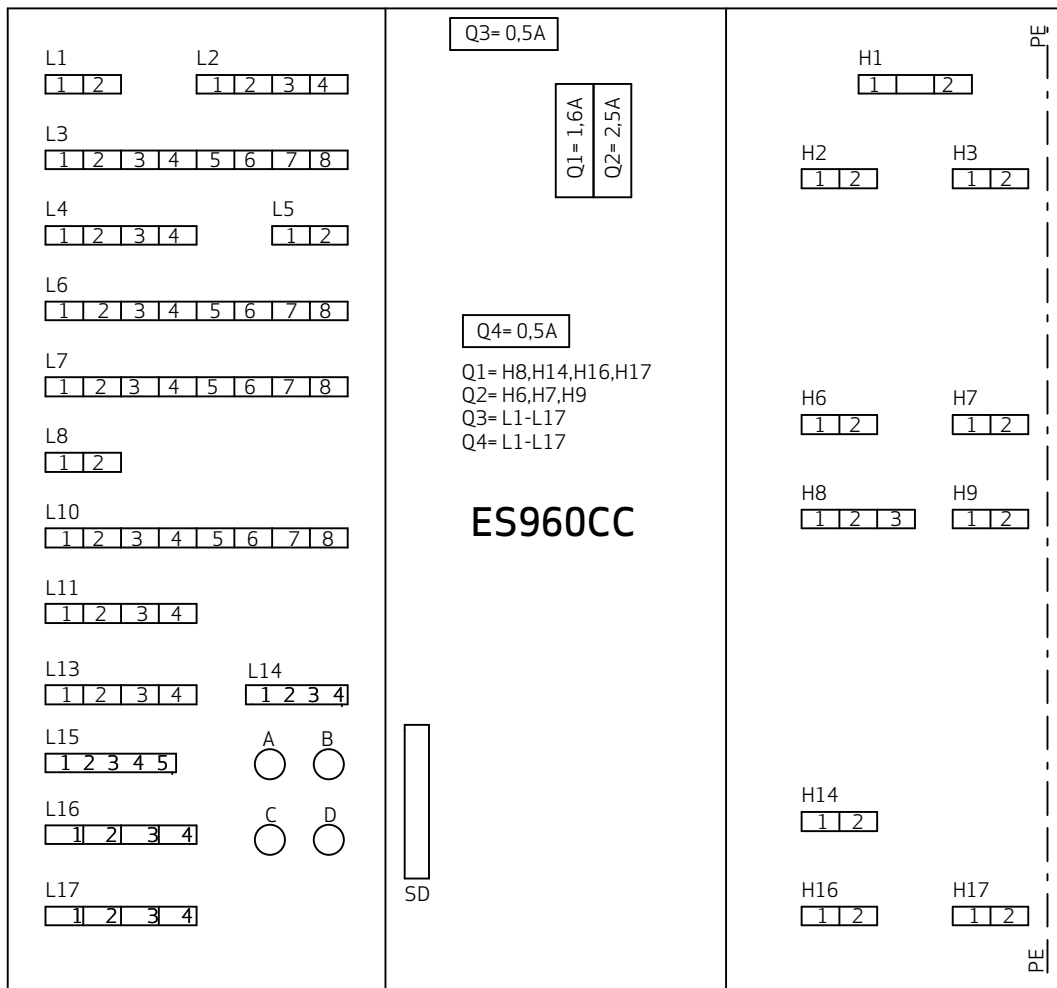 Q3= 0,5A
PE
L1
L2
H1
1 2
1 2 3 4
1 2
Q1= 1,6A
Q2= 2,5A
L3
1 2 3 4 5 6 7 8
H2
H3
1 2
1 2
L4
L5
1 2 3 4
1 2
L6
1 2 3 4 5 6 7 8
Q4= 0,5A
L7
1 2 3 4 5 6 7 8
Q1= H8,H14,H16,H17
Q2= H6,H7,H9
Q3= L1-L17
Q4= L1-L17
H6
H7
1 2
1 2
L8
1 2
ES960CC
H8
H9
1 2 3
1 2
L10
1 2 3 4 5 6 7 8
L11
1 2 3 4
L13
L14
1 2 3 4
1 2 3 4
L15
A
B
1 2 3 4 5
L16
C
D
1 2 3 4
H14
1 2
SD
L17
1 2 3 4
H16
H17
1 2
1 2
PE